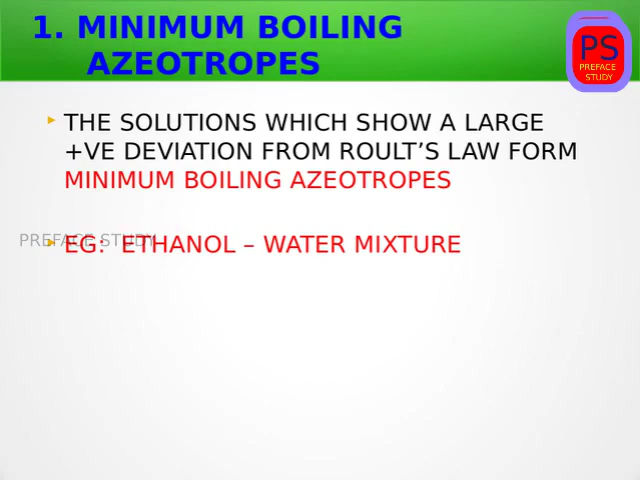 1. MINIMUM BOILING
AZEOTROPES
PS
PREFACE
STUDY
THE SOLUTIONS WHICH SHOW A LARGE
+VE DEVIATION FROM ROULT’S LAW FORM
MINIMUM BOILING AZEOTROPES
PREFACE STUDY
EG: ETHANOL – WATER MIXTURE